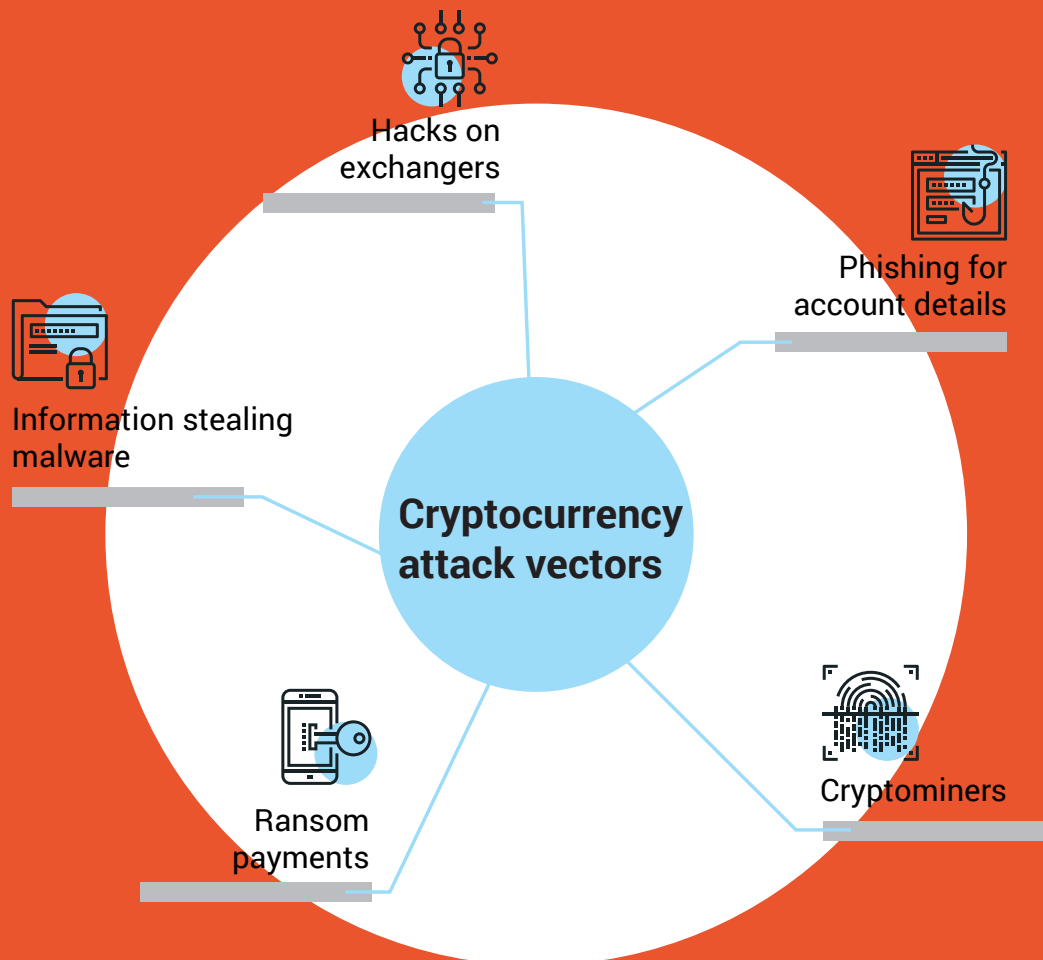 Hacks on
exchangers
Phishing for
account details
Information stealing
malware
Cryptocurrency
attack vectors
Ransom
payments
Cryptominers